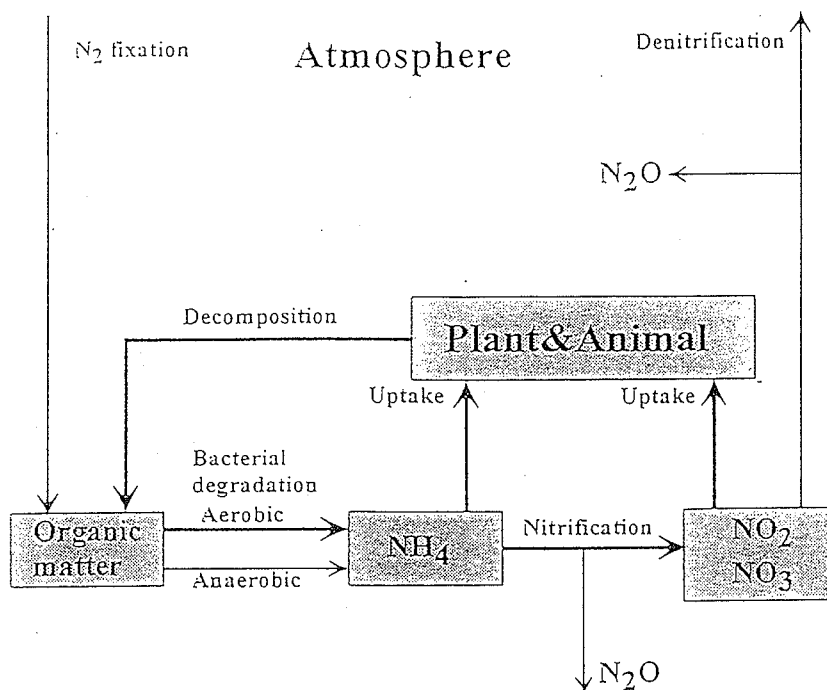 N2 fixation
Atmosphere
Denitrification
N2O
Decomposition
Plant&Animal
Uptake
Uptake
Bacterial
degradation
Aerobic
Organic
matter
Anaerobic
NH4
Nitrification
NO2
NO3
N2O